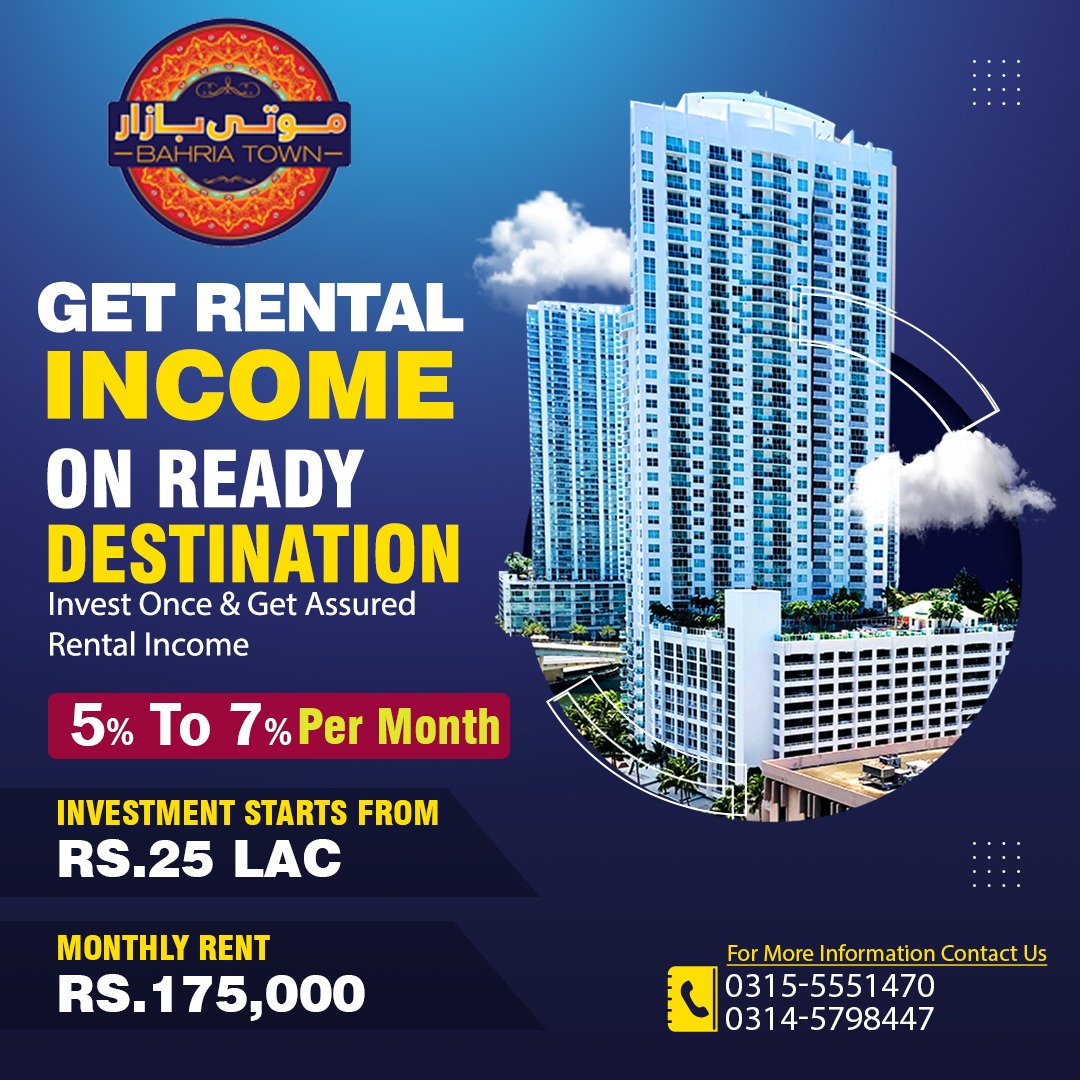 موتی بازار
BAHRIA TOWN
GET RENTAL
INCOME
ON READY
DESTINATION
Invest Once & Get Assured
Rental Income
5% To 7% Per Month
INVESTMENT STARTS FROM
RS.25 LAC
MONTHLY RENT
RS.175,000
For More Information Contact Us
0315-5551470
0314-5798447